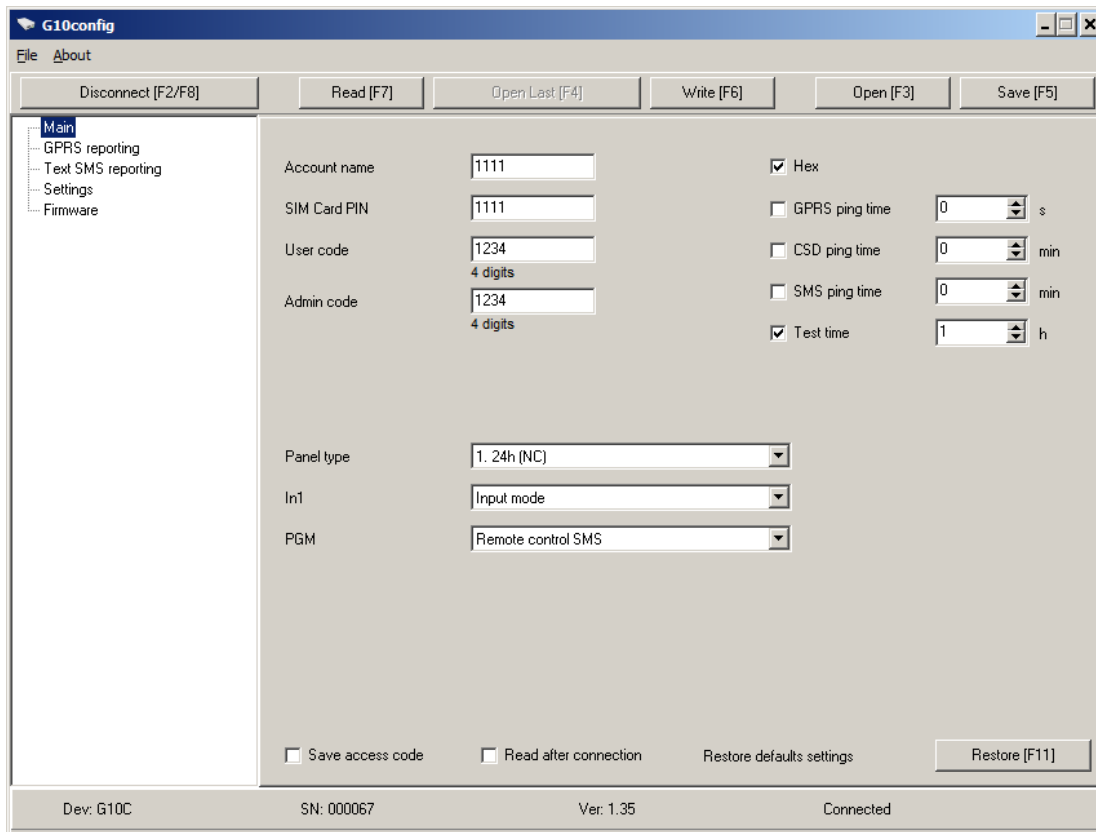 G10config
File About
Disconnect [F2/F8] Read [F7] Open Last [F4] Write [F6] Open [F3] Save [F5]
Main
GPRS reporting
Text SMS reporting
Settings
Firmware
Account name 1111
SIM Card PIN 1111
User code 1234
4 digits
Admin code 1234
4 digits
Hex
GPRS ping time 0 s
CSD ping time 0 min
SMS ping time 0 min
Test time 1 h
Panel type 1. 24h (NC)
In1 Input mode
PGM Remote control SMS
Save access code Read after connection Restore defaults settings Restore [F11]
Dev: G10C SN: 000067 Ver: 1.35 Connected